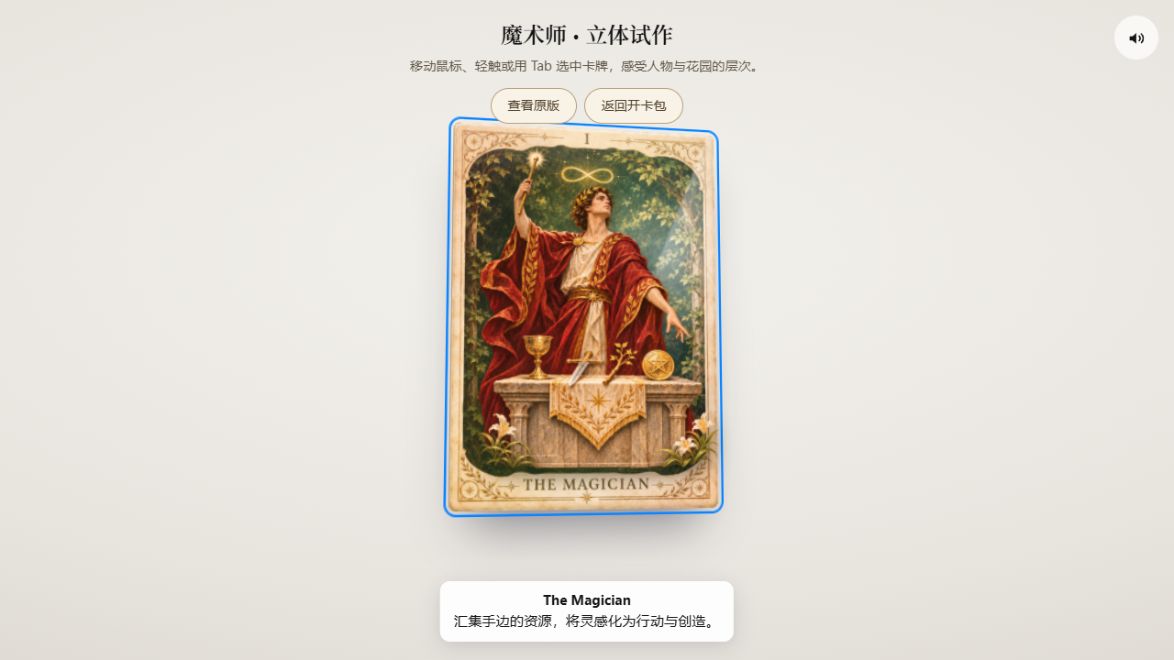 魔术师 · 立体试作
移动鼠标、轻触或用 Tab 选中卡牌，感受人物与花园的层次。
查看原版
返回开卡包
I
THE MAGICIAN
The Magician
汇集手边的资源，将灵感化为行动与创造。